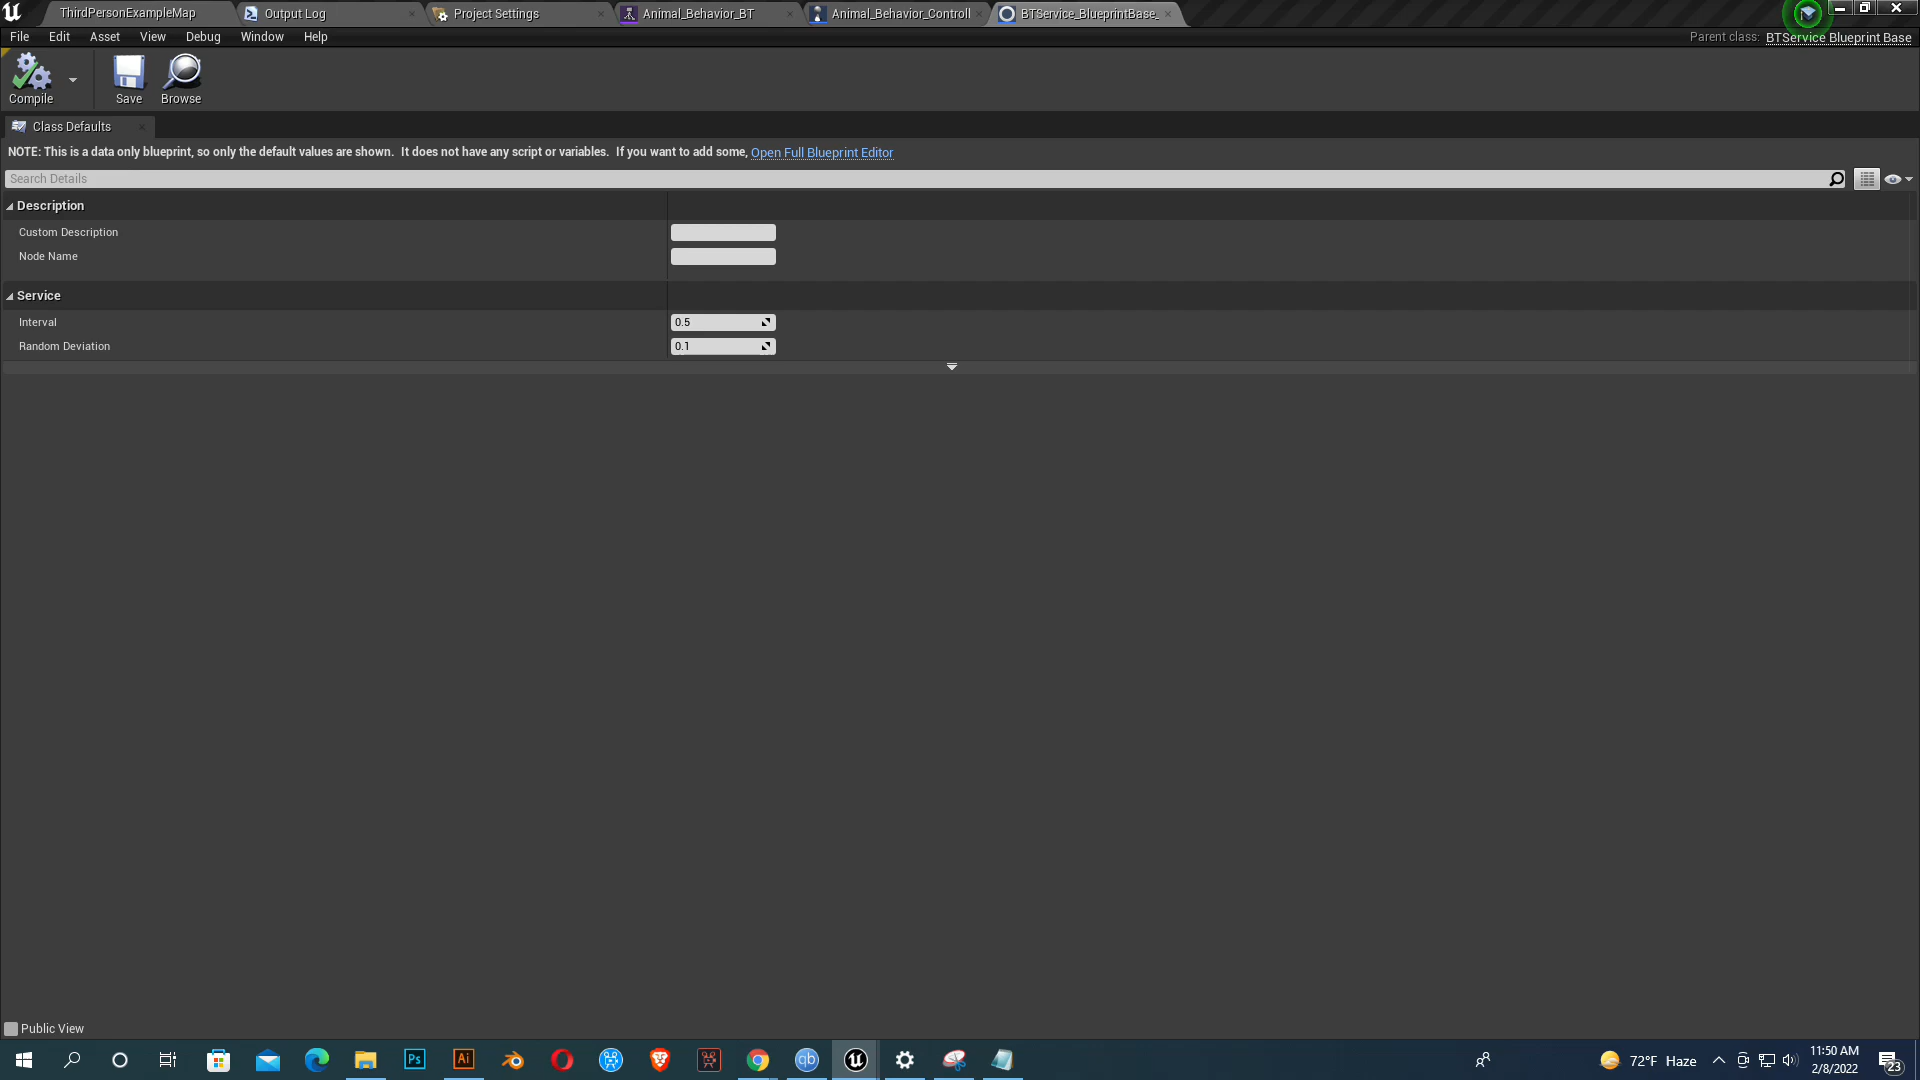 ThirdPersonExampleMap
Output Log
Project Settings
Animal_Behavior_BT
Animal_Behavior_Controll
BTService_BlueprintBase_
File Edit Asset View Debug Window Help
Parent class: BTService Blueprint Base
Compile
Save
Browse
Class Defaults
NOTE: This is a data only blueprint, so only the default values are shown. It does not have any script or variables. If you want to add some, Open Full Blueprint Editor
Search Details
Description
Custom Description
Node Name
Service
Interval 0.5
Random Deviation 0.1
Public View
Ps
Ai
qb
72°F Haze
11:50 AM
2/8/2022
23